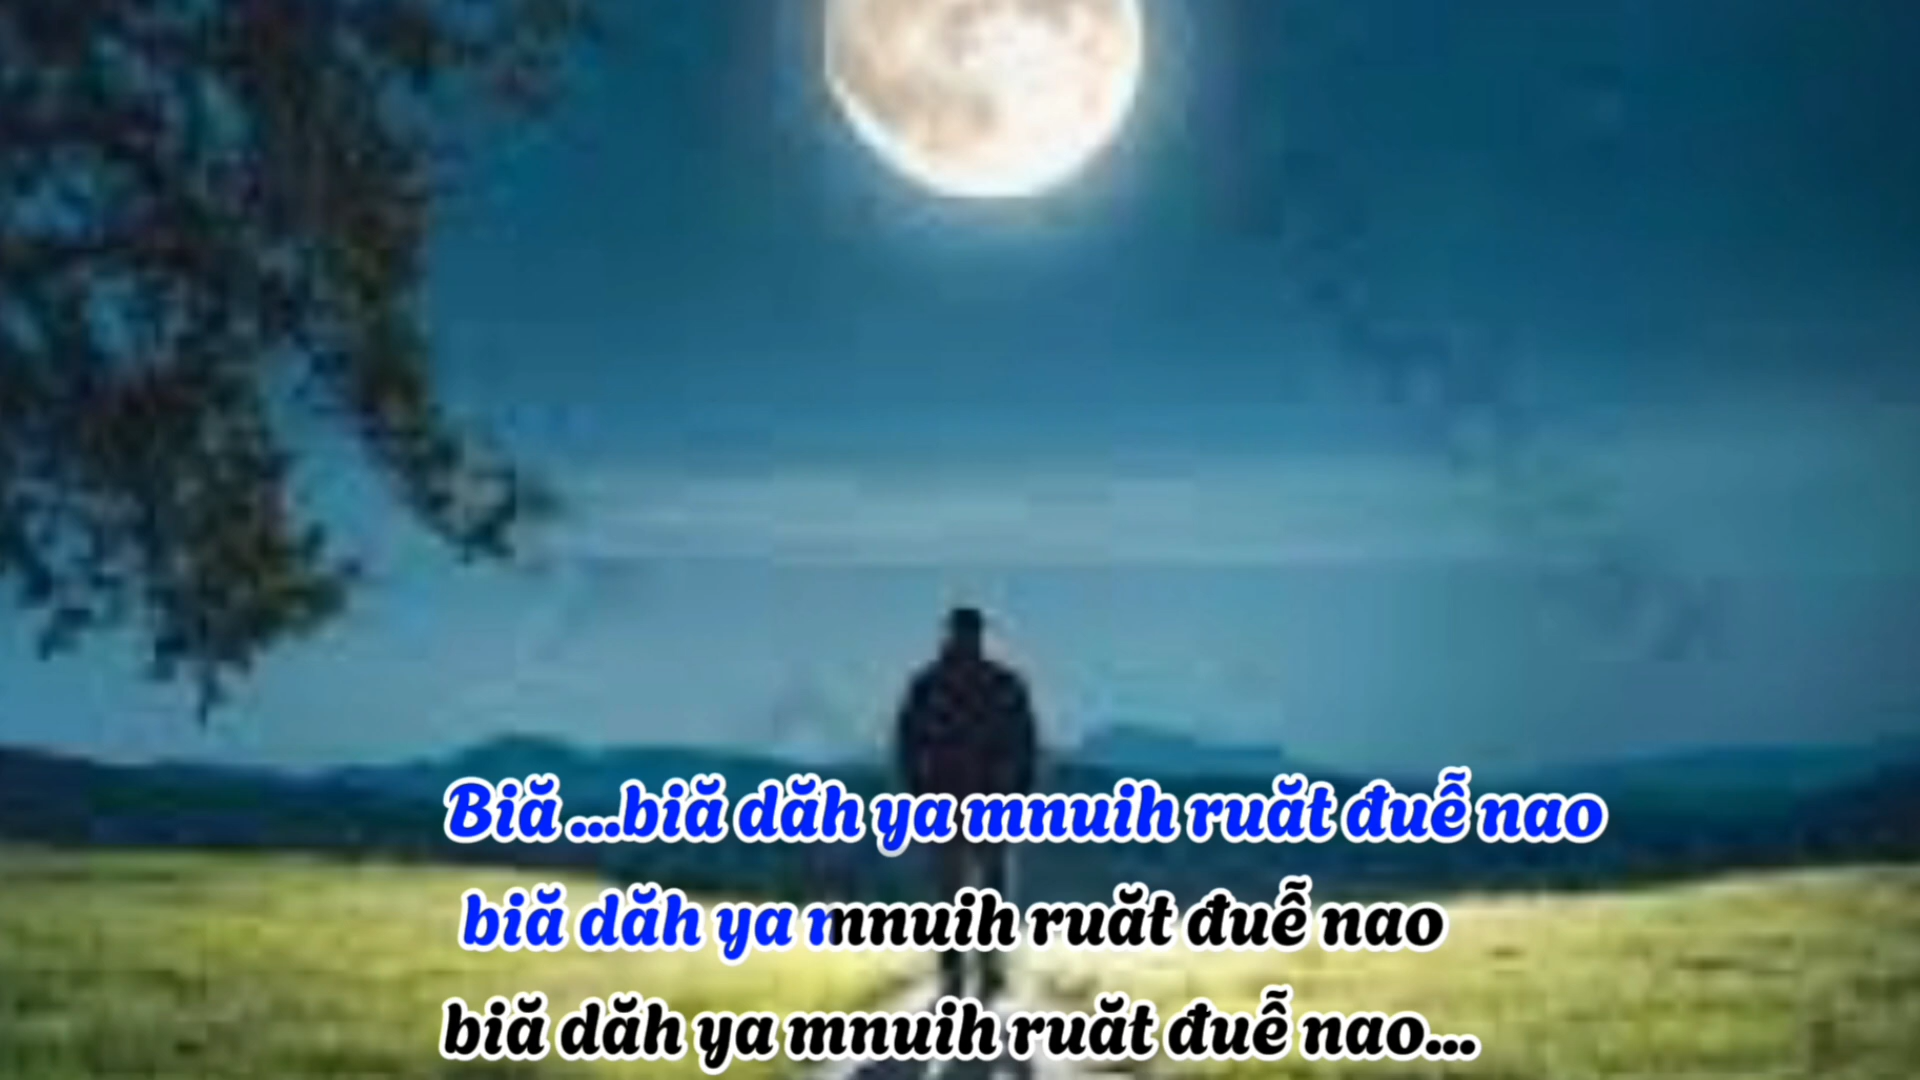 Biă ...biă dăh ya mnuih ruăt đuễ nao
biă dăh ya mnuih ruăt đuễ nao
biă dăh ya mnuih ruăt đuễ nao...